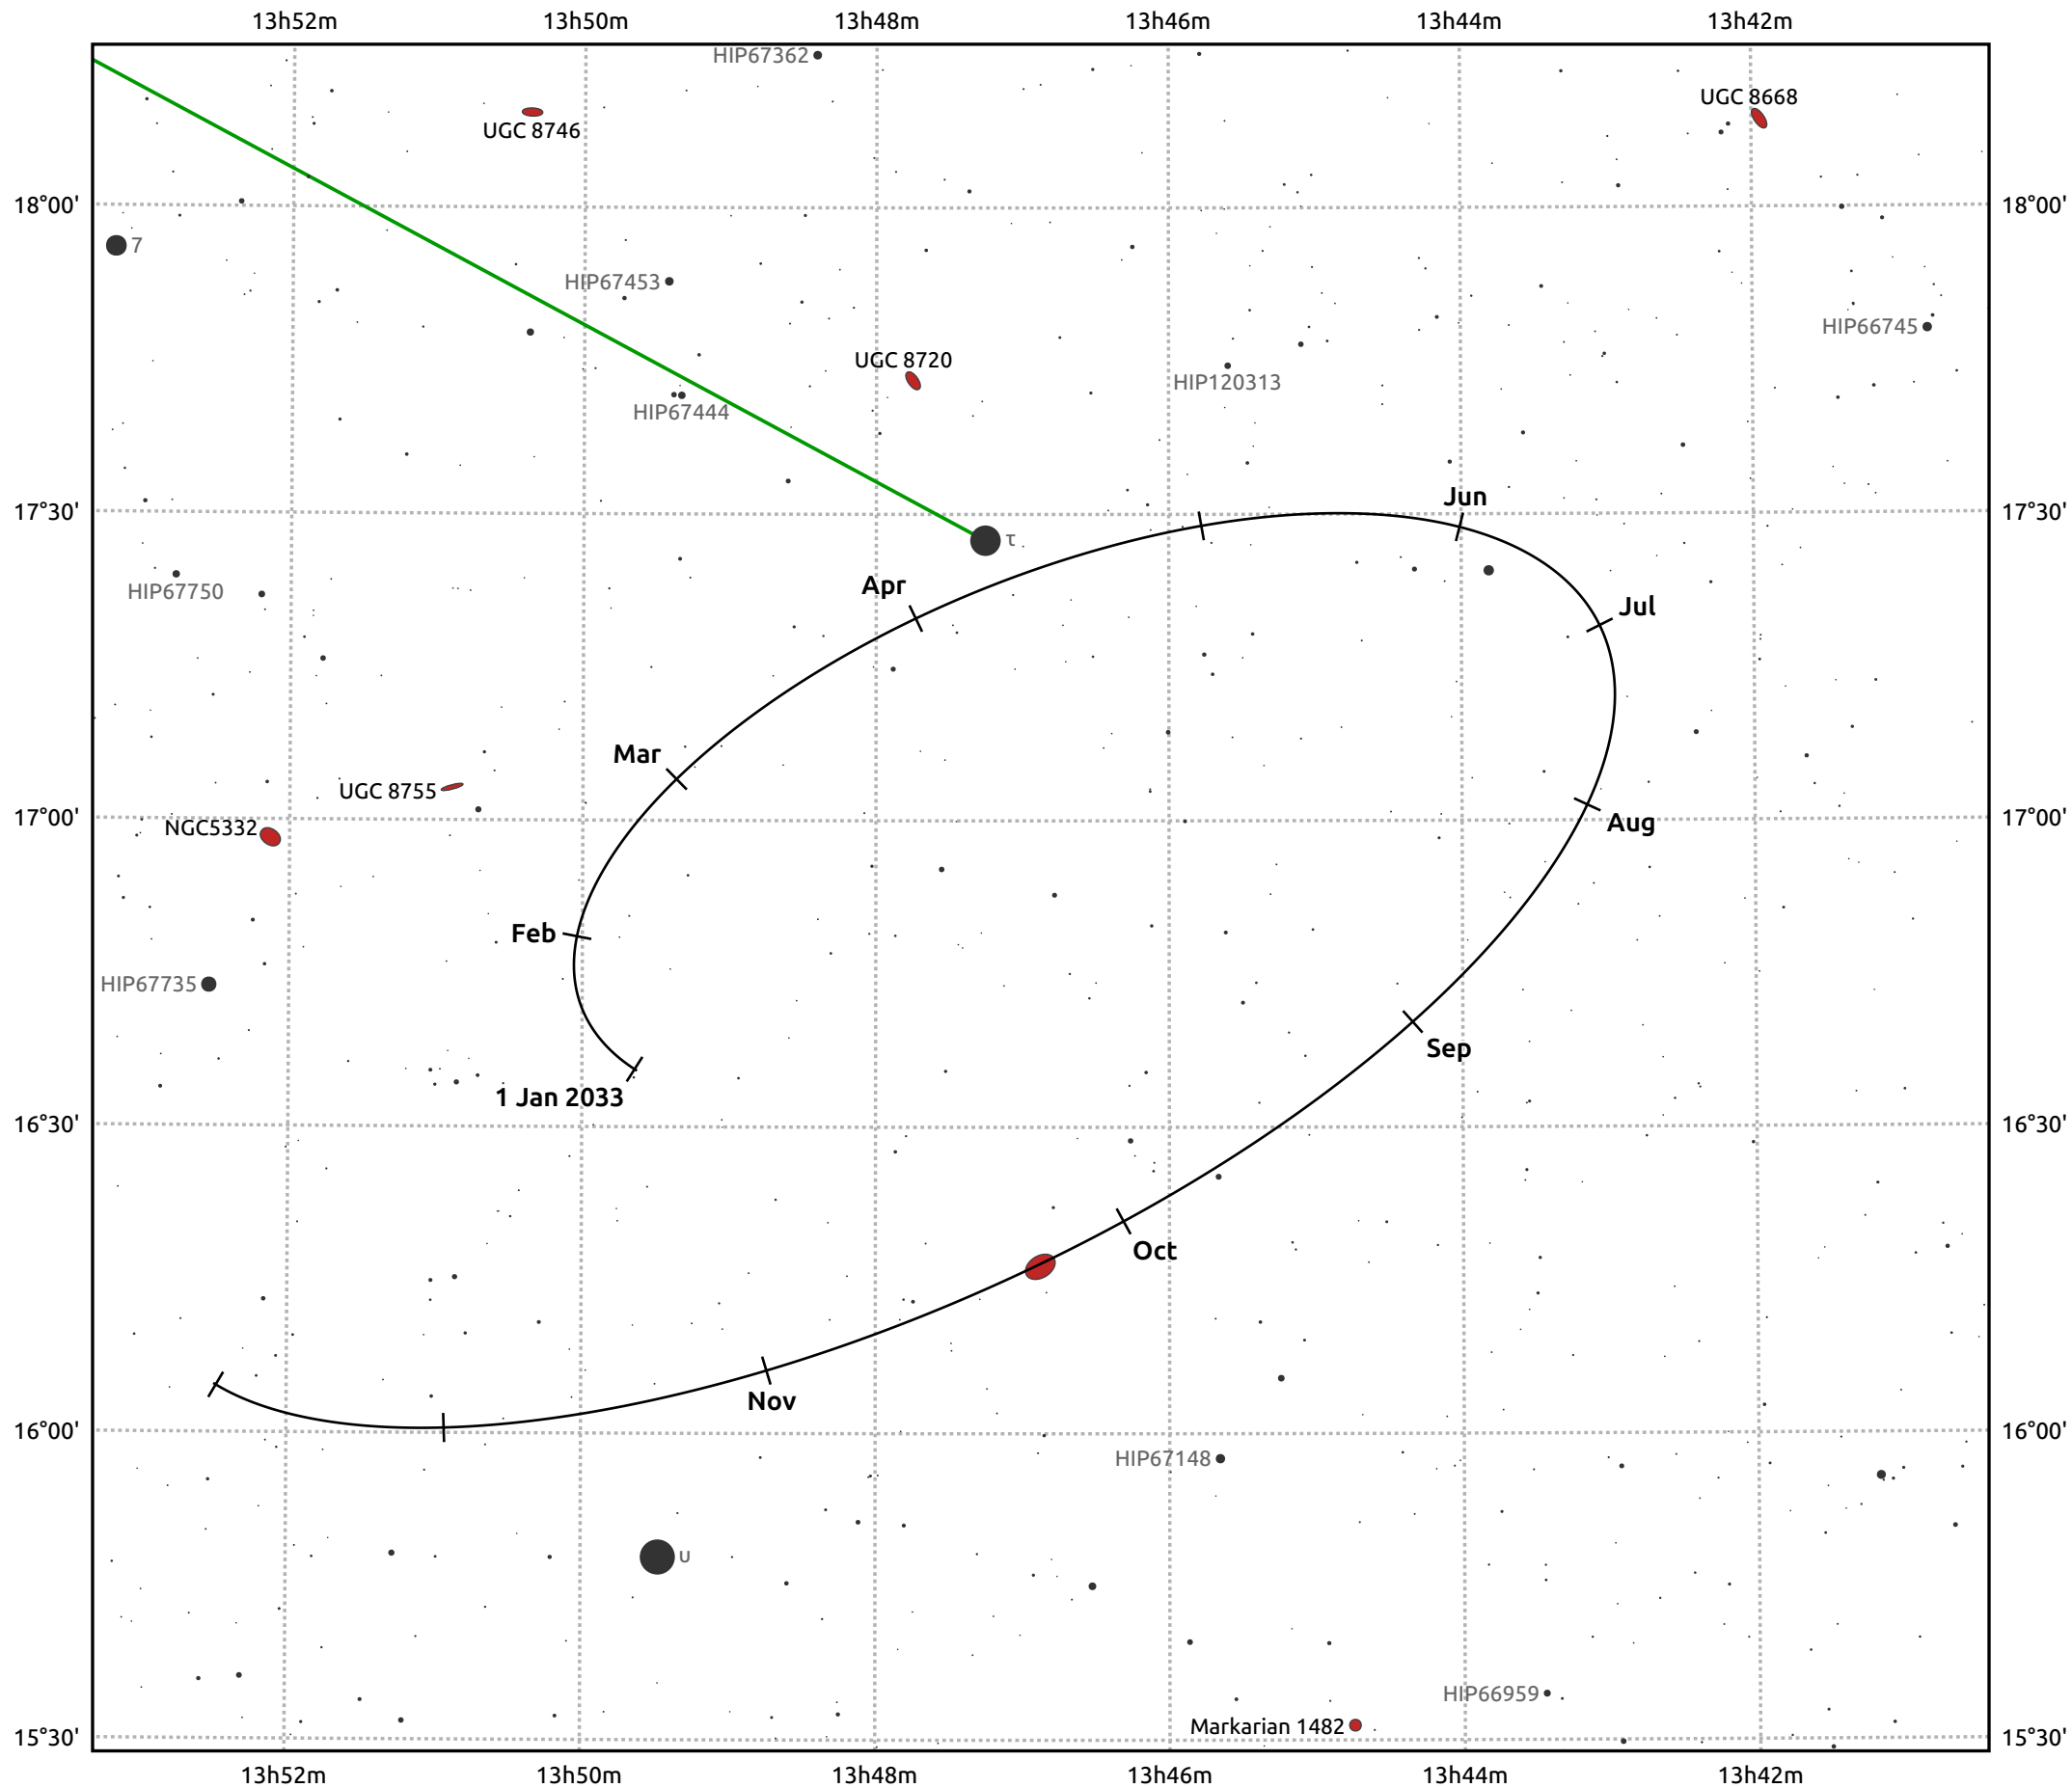 13h52m 13h50m 13h48m 13h46m 13h44m 13h42m
HIP67362
UGC 8668
UGC 8746
18°00' 18°00'
7
HIP67453
HIP66745
UGC 8720
HIP120313
HIP67444
Jun
17°30' 17°30'
τ
Apr
HIP67750
Jul
Mar
UGC 8755
17°00' 17°00'
Aug
NGC5332
Feb
HIP67735
Sep
1 Jan 2033
16°30' 16°30'
Oct
Nov
16°00' 16°00'
HIP67148
υ
HIP66959
Markarian 1482
15°30' 15°30'
13h52m 13h50m 13h48m 13h46m 13h44m 13h42m